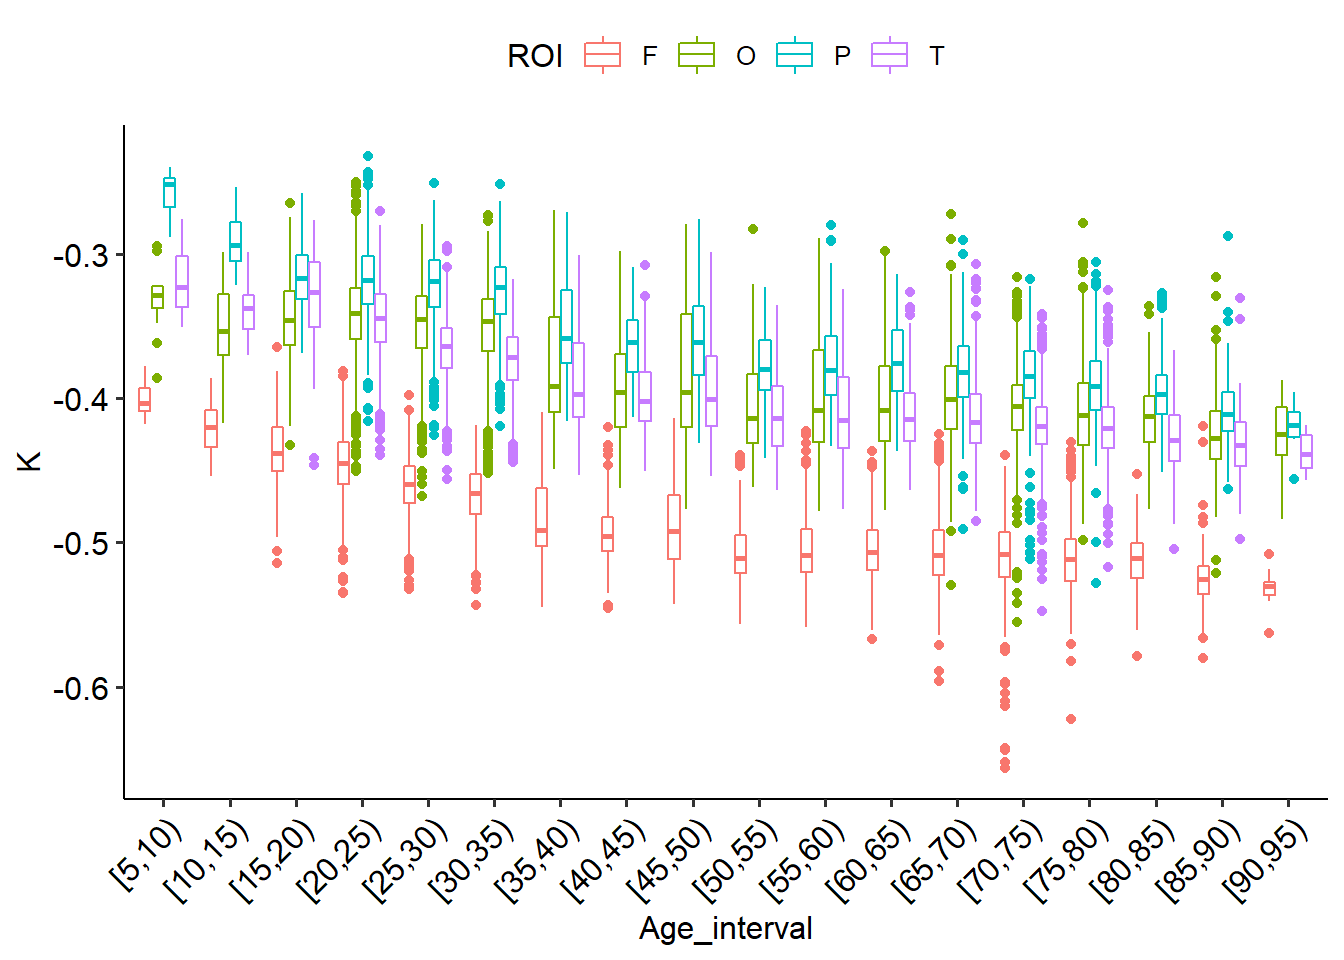 ROI F O P T
-0.3
-0.4
-0.5
-0.6
K
[5,10) [10,15) [15,20) [20,25) [25,30) [30,35) [35,40) [40,45) [45,50) [50,55) [55,60) [60,65) [65,70) [70,75) [75,80) [80,85) [85,90) [90,95)
Age_interval